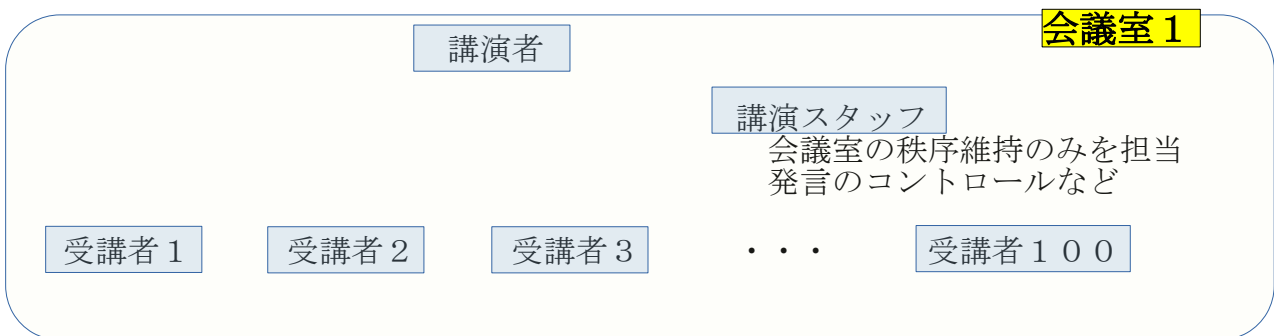 会議室１
講演者
講演スタッフ
会議室の秩序維持のみを担当
発言のコントロールなど
受講者１
受講者２
受講者３
・・・
受講者１００